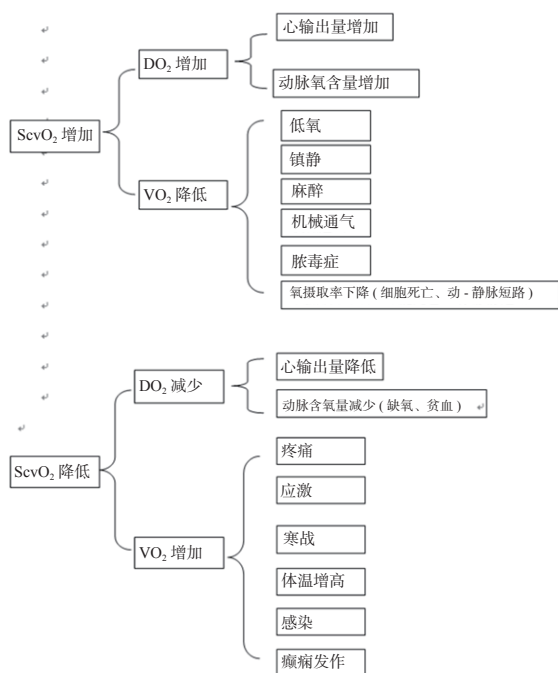 心输出量增加
DO₂ 增加
动脉氧含量增加
ScvO₂ 增加
低氧
镇静
麻醉
VO₂ 降低
机械通气
脓毒症
氧摄取率下降 ( 细胞死亡、动 - 静脉短路 )
心输出量降低
DO₂ 减少
动脉含氧量减少 ( 缺氧、贫血 )
ScvO₂ 降低
疼痛
应激
寒战
VO₂ 增加
体温增高
感染
癫痫发作